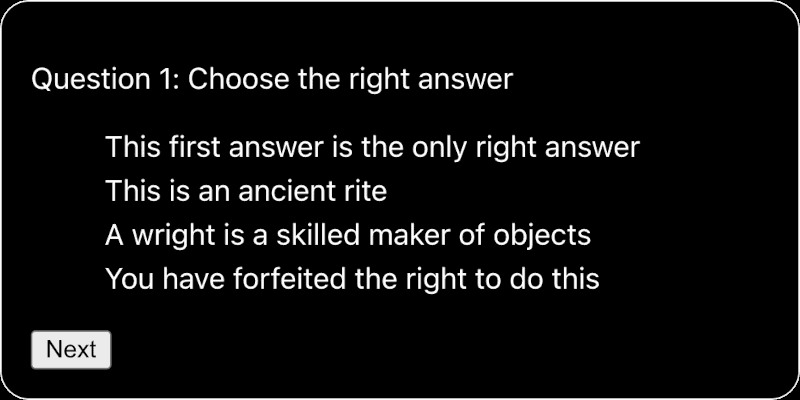 Question 1: Choose the right answer
This first answer is the only right answer
This is an ancient rite
A wright is a skilled maker of objects
You have forfeited the right to do this
Next